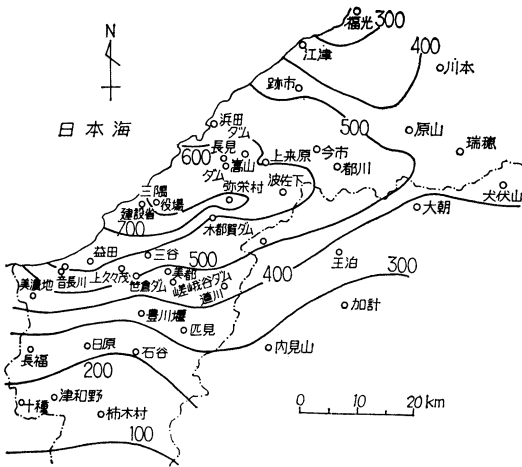 福光
300
N
江津
400
川本
跡市
日本海
浜田
ダム
500
原山
長見
600
嵩山
ダム
上来原
今市
都川
瑞穂
弥栄村
波佐下
犬伏山
三隅
役場
建設省
700
大朝
木都賀ダム
益田
三谷
500
400
王泊
300
美濃地
音長川
上久々茂
笹倉ダム
美都
嵯峨谷ダム
濃川
加計
豊川堰
匹見
長福
日原
石谷
内見山
200
十種
津和野
柿木村
100
0
10
20 km